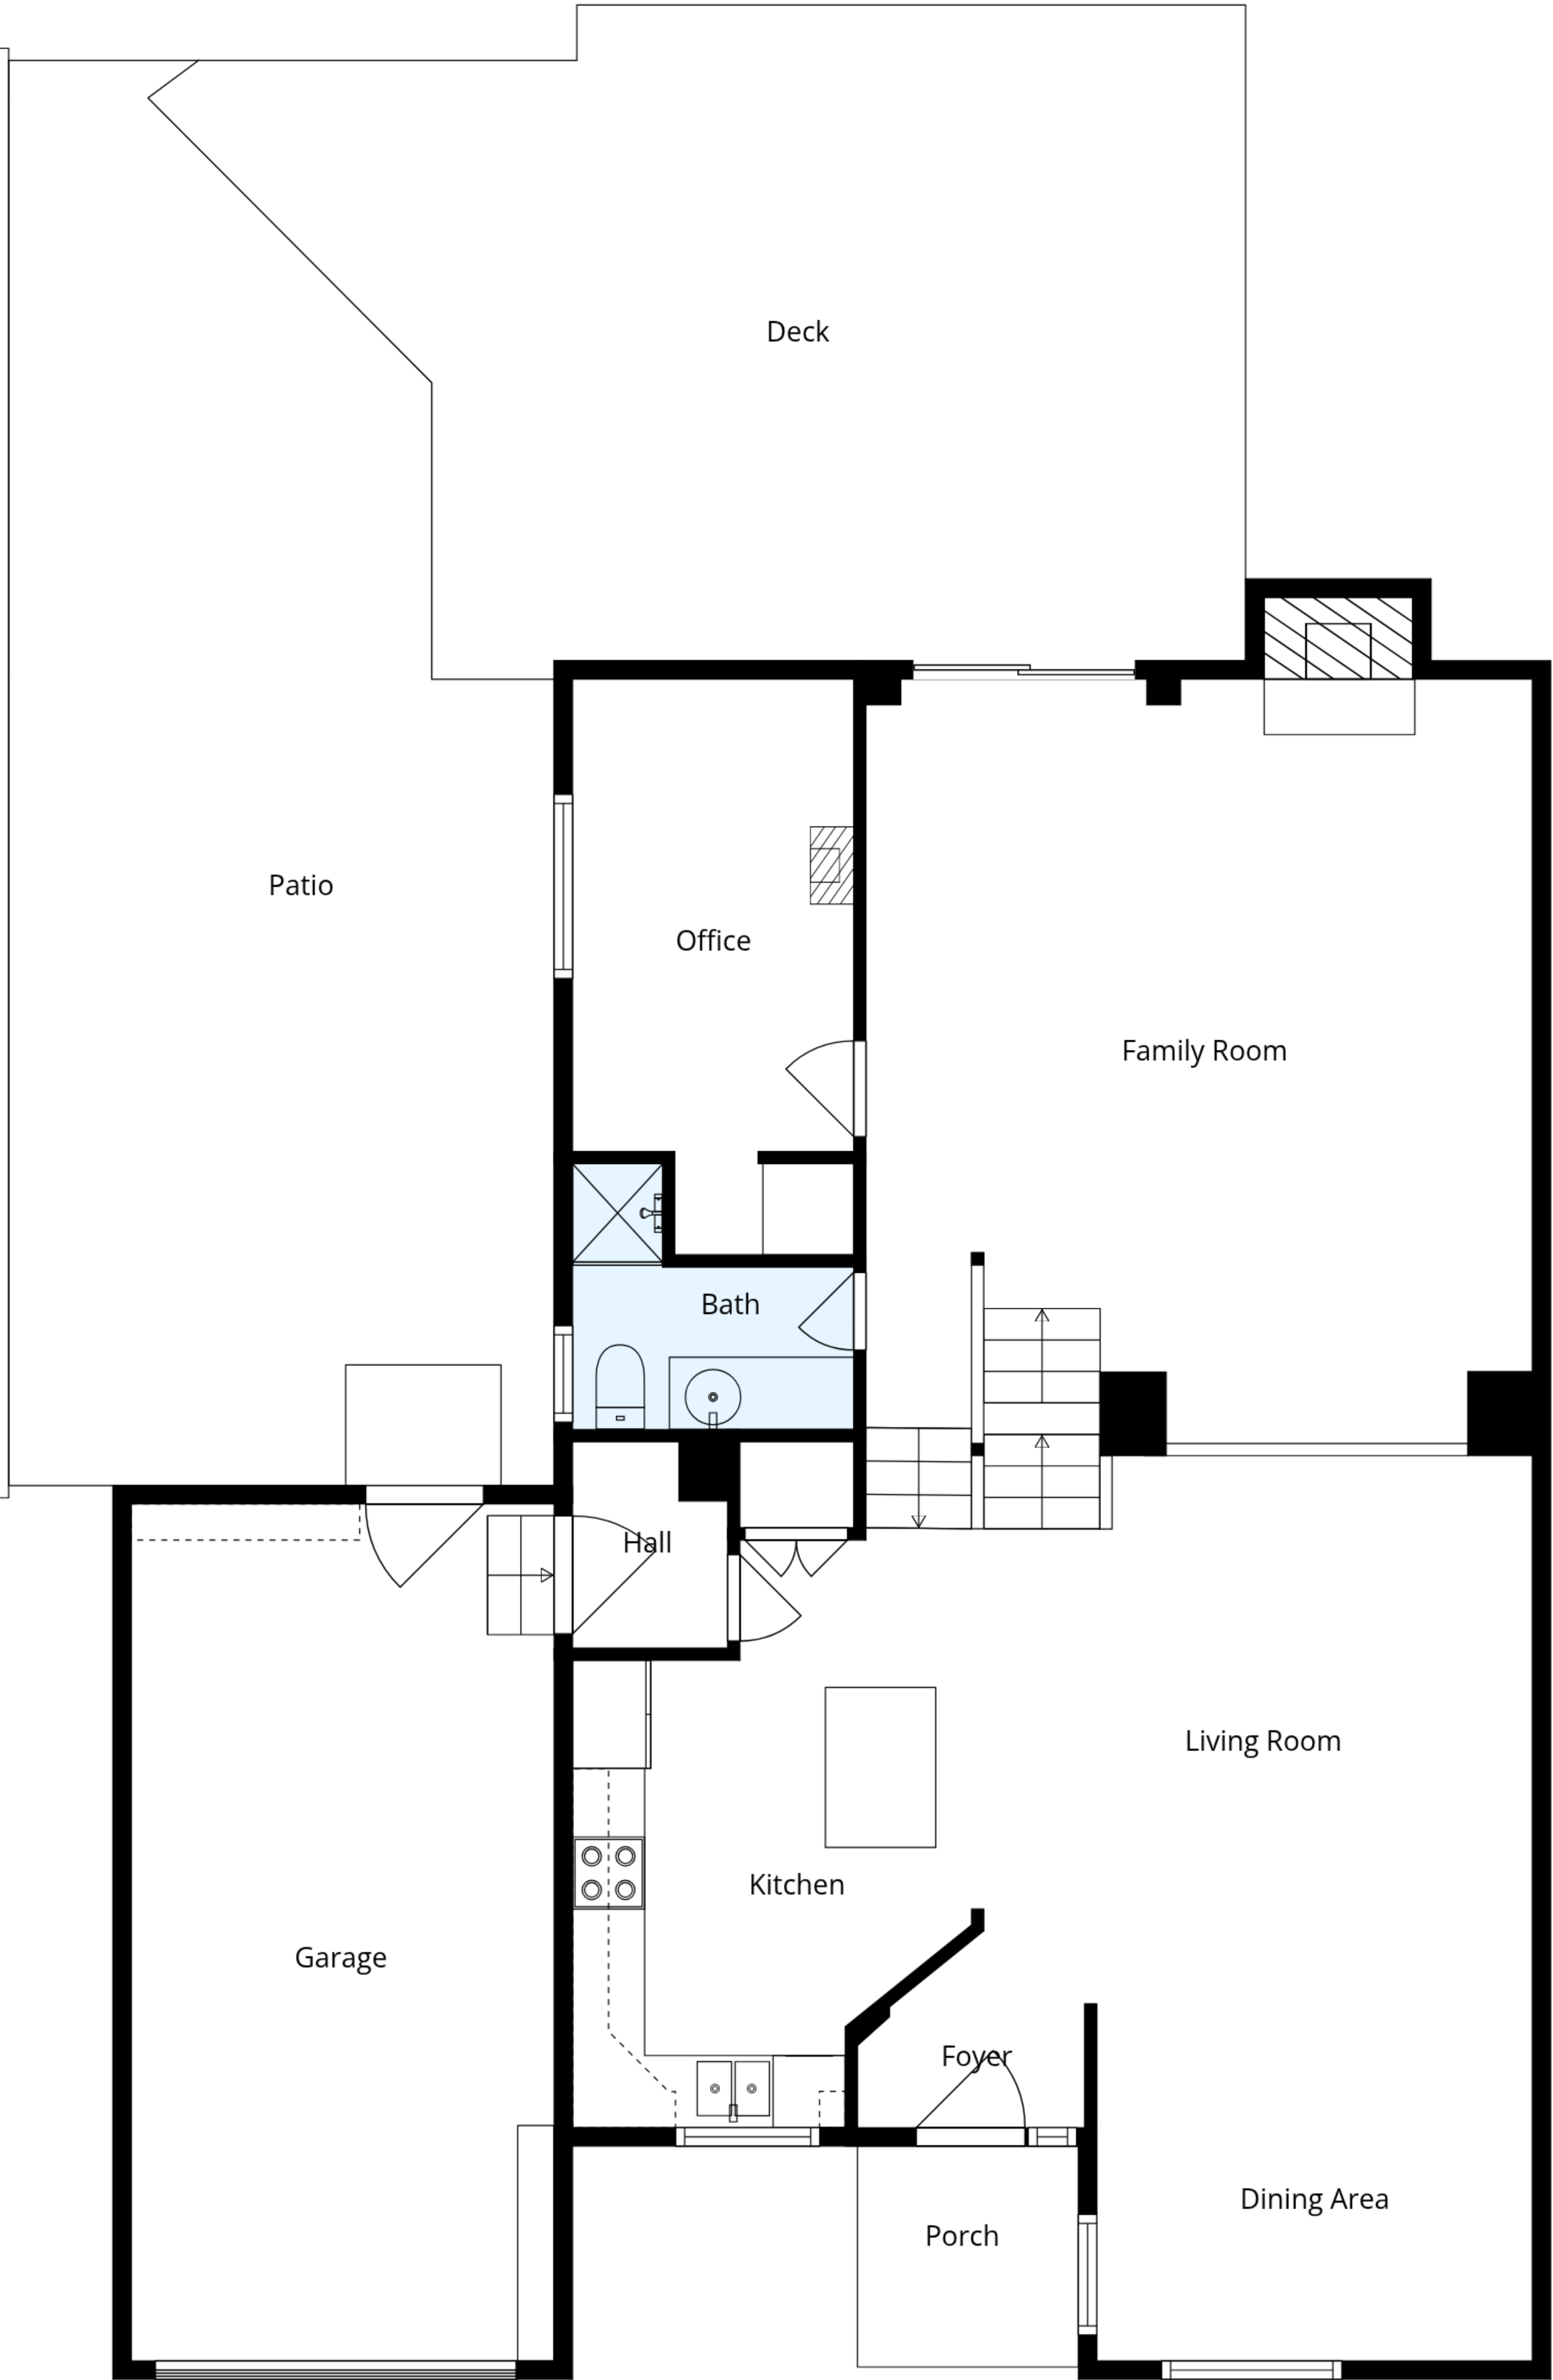 Deck
Patio
Office
Family Room
Bath
Hall
Living Room
Kitchen
Garage
Foyer
Dining Area
Porch